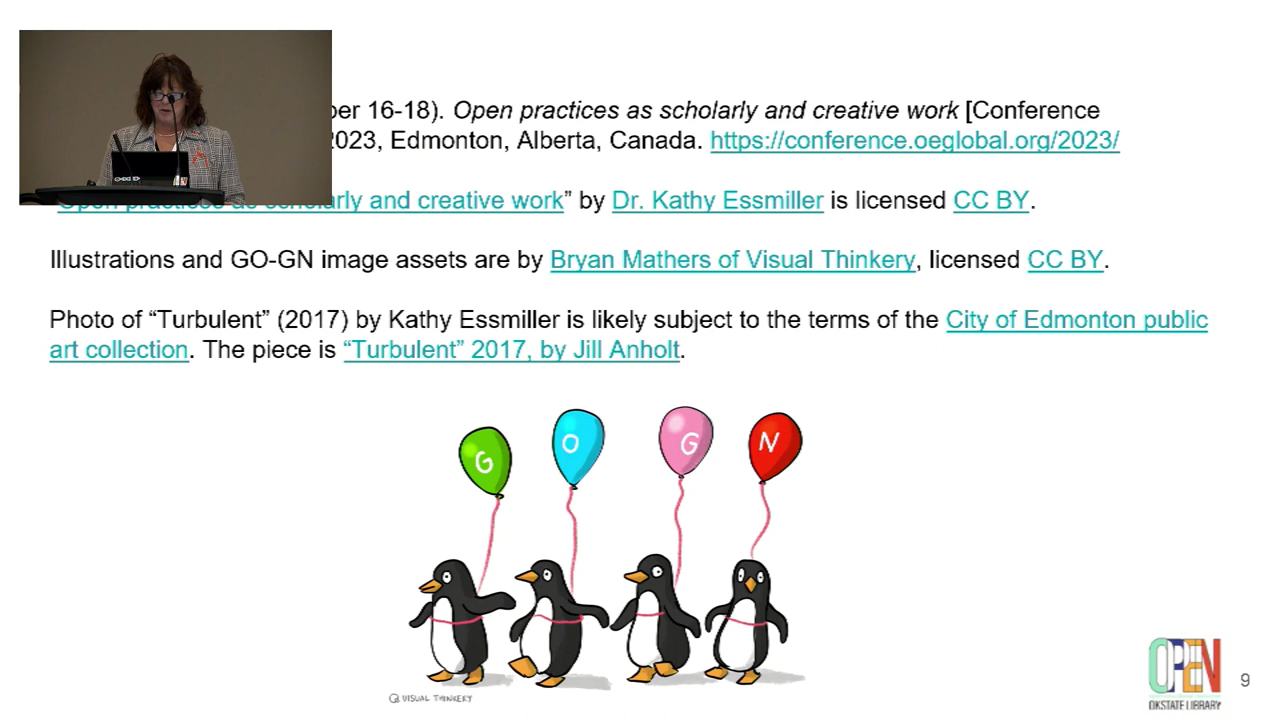 ber 16-18). Open practices as scholarly and creative work [Conference
2023, Edmonton, Alberta, Canada. https://conference.oeglobal.org/2023/
“Open practices as scholarly and creative work” by Dr. Kathy Essmiller is licensed CC BY.
Illustrations and GO-GN image assets are by Bryan Mathers of Visual Thinkery, licensed CC BY.
Photo of “Turbulent” (2017) by Kathy Essmiller is likely subject to the terms of the City of Edmonton public
art collection. The piece is “Turbulent” 2017, by Jill Anholt.
G O G N
@ VISUAL THINKERY
OPEN
OKSTATE LIBRARY
9